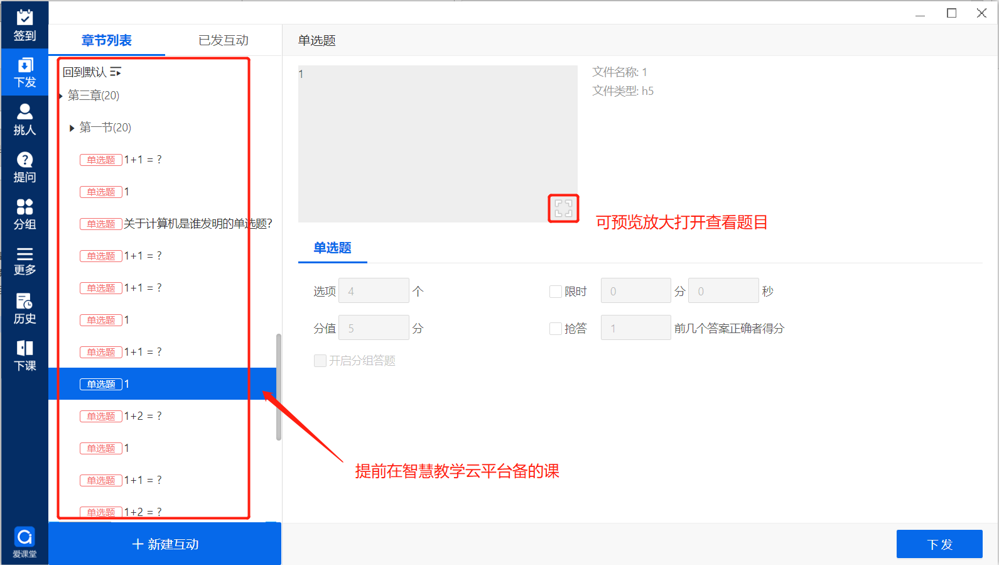 签到
下发
挑人
提问
分组
更多
历史
下课
爱课堂
章节列表
已发互动
回到默认
第三章(20)
第一节(20)
单选题 1+1 = ?
单选题 1
单选题 关于计算机是谁发明的单选题?
单选题 1+1 = ?
单选题 1+1 = ?
单选题 1
单选题 1+1 = ?
单选题 1
单选题 1+2 = ?
单选题 1
单选题 1+1 = ?
单选题 1+2 = ?
+ 新建互动
单选题
1
文件名称: 1
文件类型: h5
可预览放大打开查看题目
单选题
选项 4 个
限时 0 分 0 秒
分值 5 分
抢答 1 前几个答案正确者得分
开启分组答题
提前在智慧教学云平台备的课
下 发